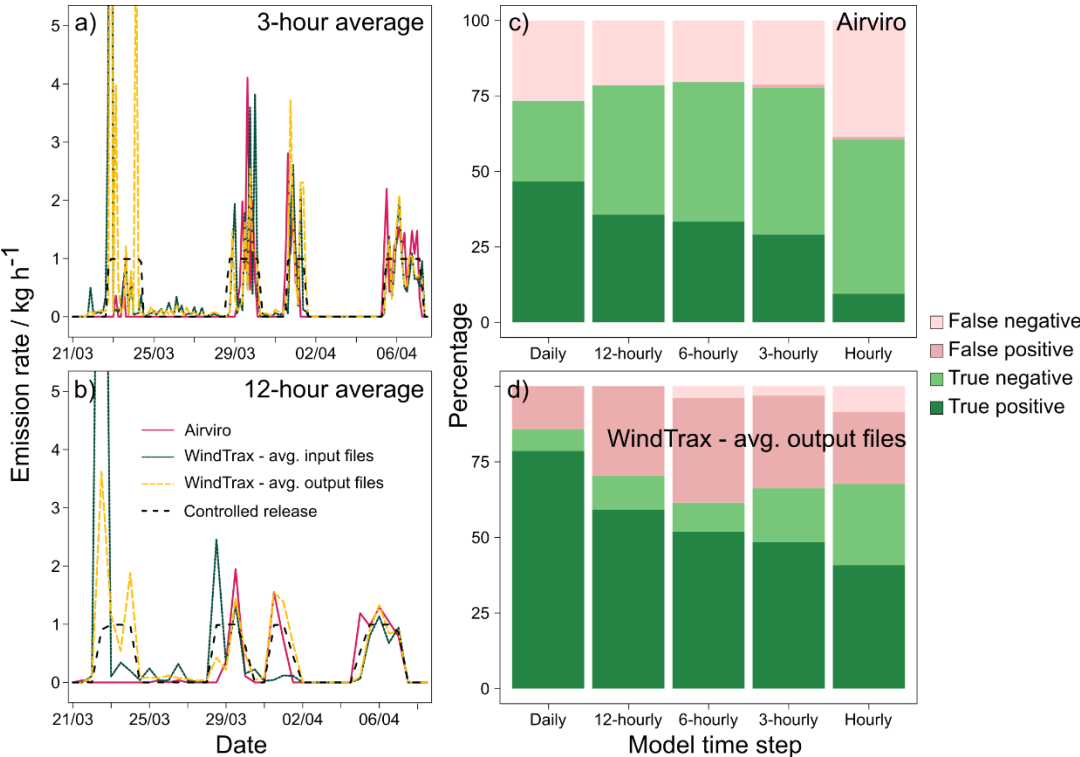 a)
3-hour average
5
4
3
2
1
0
21/03
25/03
29/03
02/04
06/04
b)
12-hour average
5
4
3
2
1
0
Airviro
WindTrax - avg. input files
WindTrax - avg. output files
Controlled release
21/03
25/03
29/03
02/04
06/04
Emission rate / kg h⁻¹
Date
c)
Airviro
100
75
50
25
0
Daily
12-hourly
6-hourly
3-hourly
Hourly
d)
WindTrax - avg. output files
75
50
25
0
Daily
12-hourly
6-hourly
3-hourly
Hourly
Percentage
Model time step
False negative
False positive
True negative
True positive